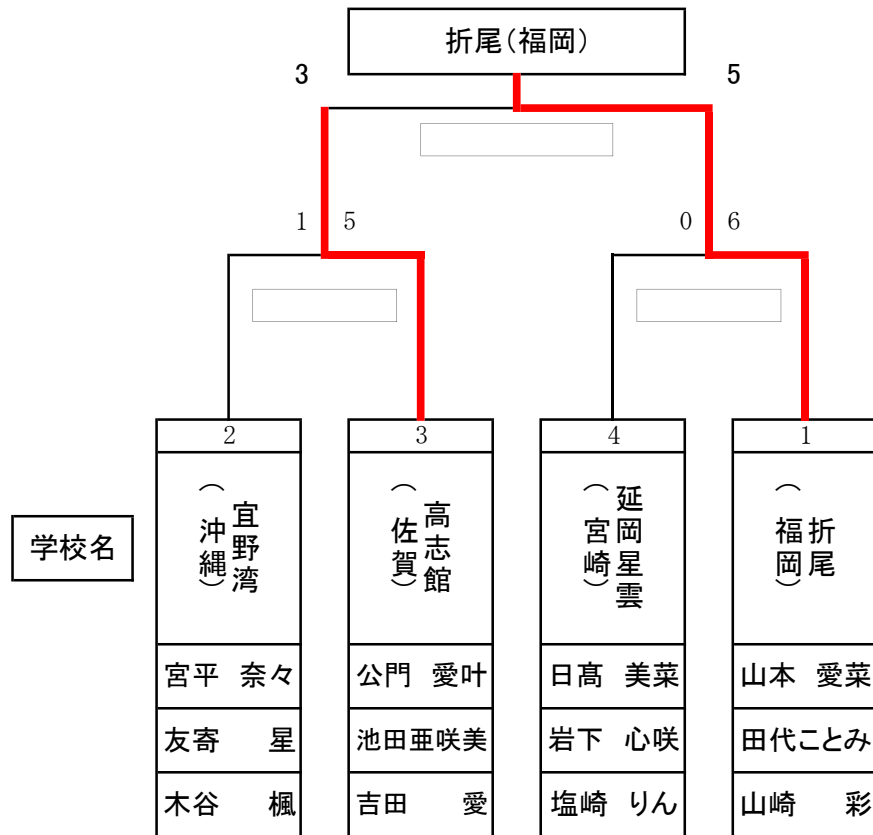 折尾(福岡)
3
5
1 5
0 6
2
3
4
1
学校名
宜野湾
(沖縄)
高志館
(佐賀)
延岡星雲
(宮崎)
折尾
(福岡)
宮平 奈々
公門 愛叶
日髙 美菜
山本 愛菜
友寄 星
池田亜咲美
岩下 心咲
田代ことみ
木谷 楓
吉田 愛
塩崎 りん
山崎 彩